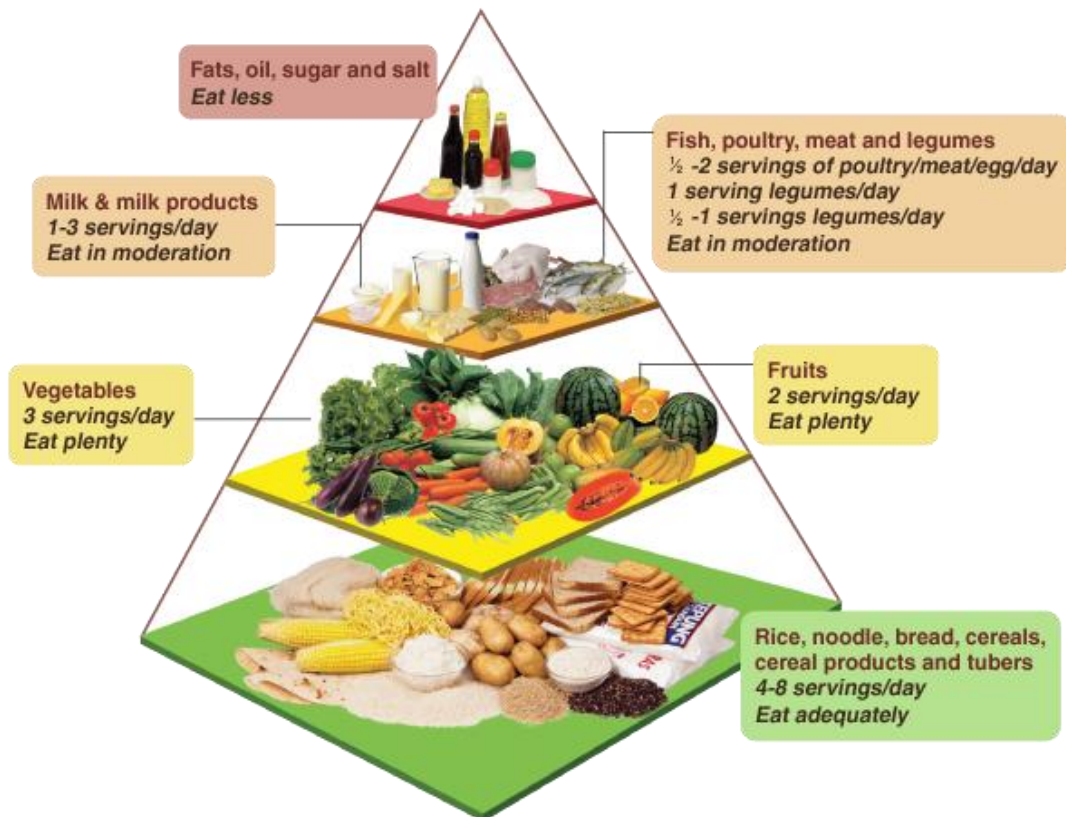 Fats, oil, sugar and salt
Eat less
Fish, poultry, meat and legumes
½ -2 servings of poultry/meat/egg/day
1 serving legumes/day
½ -1 servings legumes/day
Eat in moderation
Milk & milk products
1-3 servings/day
Eat in moderation
Vegetables
3 servings/day
Eat plenty
Fruits
2 servings/day
Eat plenty
TEPUNG
Rice, noodle, bread, cereals,
cereal products and tubers
4-8 servings/day
Eat adequately